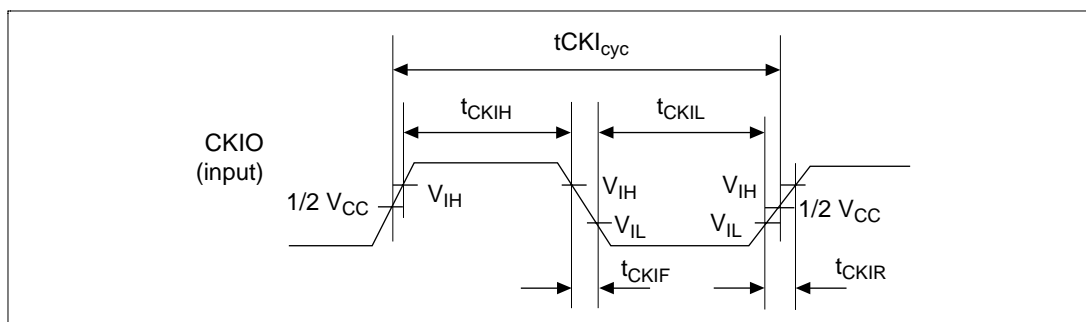 tCKIcyc
tCKIH
tCKIL
CKIO
(input)
1/2 VCC
VIH
VIH
VIL
VIH
VIL
1/2 VCC
tCKIF
tCKIR